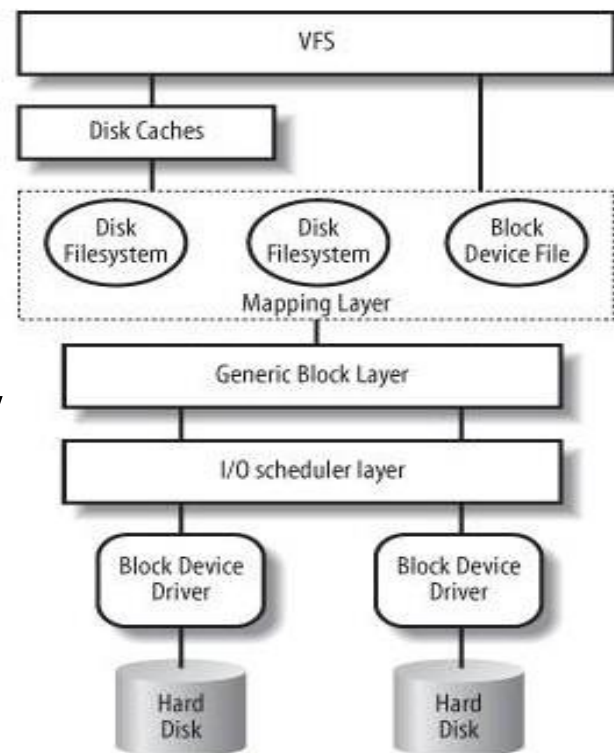 VFS
Disk Caches
Disk
Filesystem
Disk
Filesystem
Block
Device File
Mapping Layer
Generic Block Layer
I/O scheduler layer
Block Device
Driver
Block Device
Driver
Hard
Disk
Hard
Disk